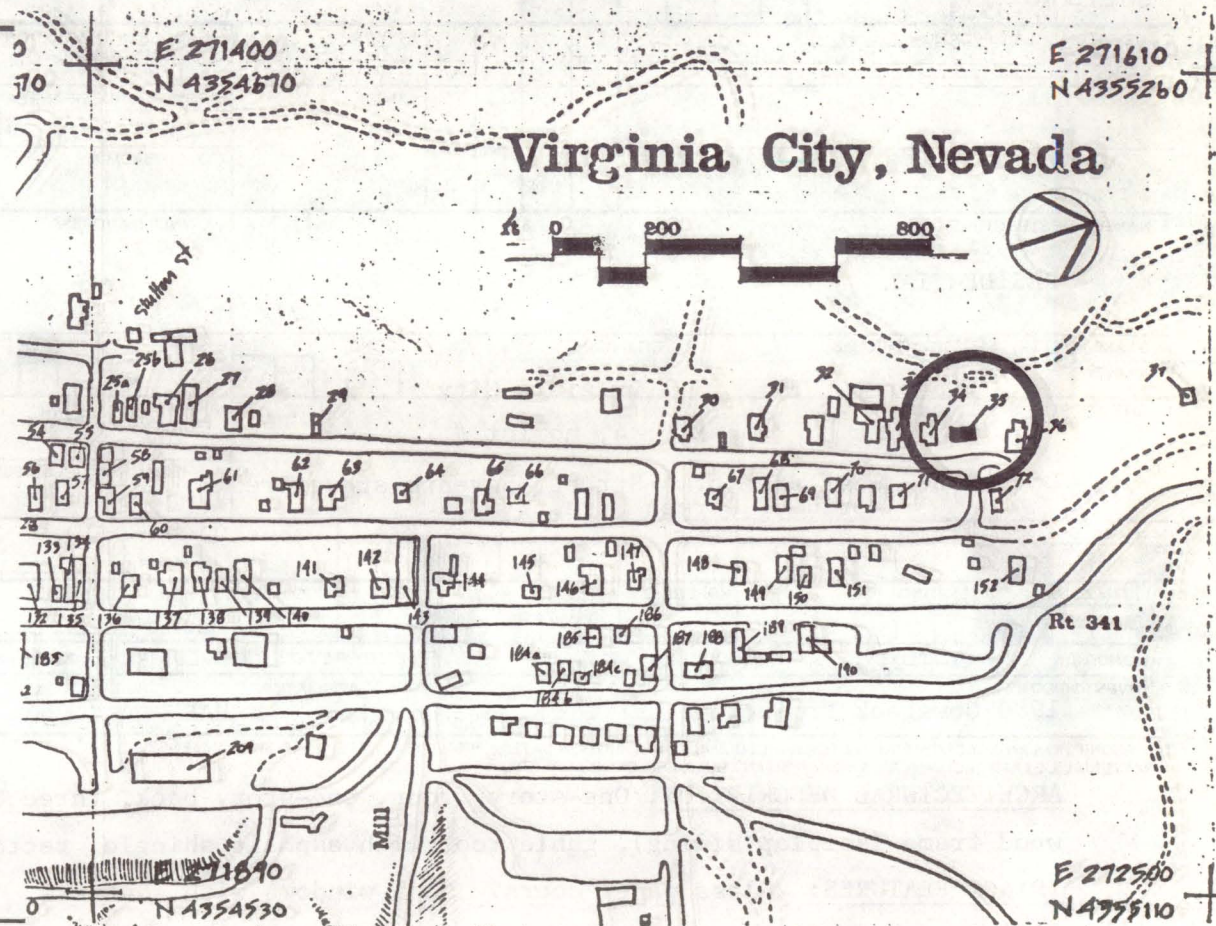 E 271400
N 4354670
70
E 271610
N 4355260
Virginia City, Nevada
ft 0 200 800
Sutton St
25a 25b 26 27 28 29
30 31 32 34 35 36 37
54 55 56 57 58 59 60 61 62 63 64 65 66
67 68 69 70 71 72
133 134 141 142 144 145 146 147 148 149 150 151 152
132 135 136 137 138 139 140 143
Rt 341
185 186 187 188 189 190
184a 184b 184c
183
204
Mill
E 271890
N 4354530
E 272500
N 4355110